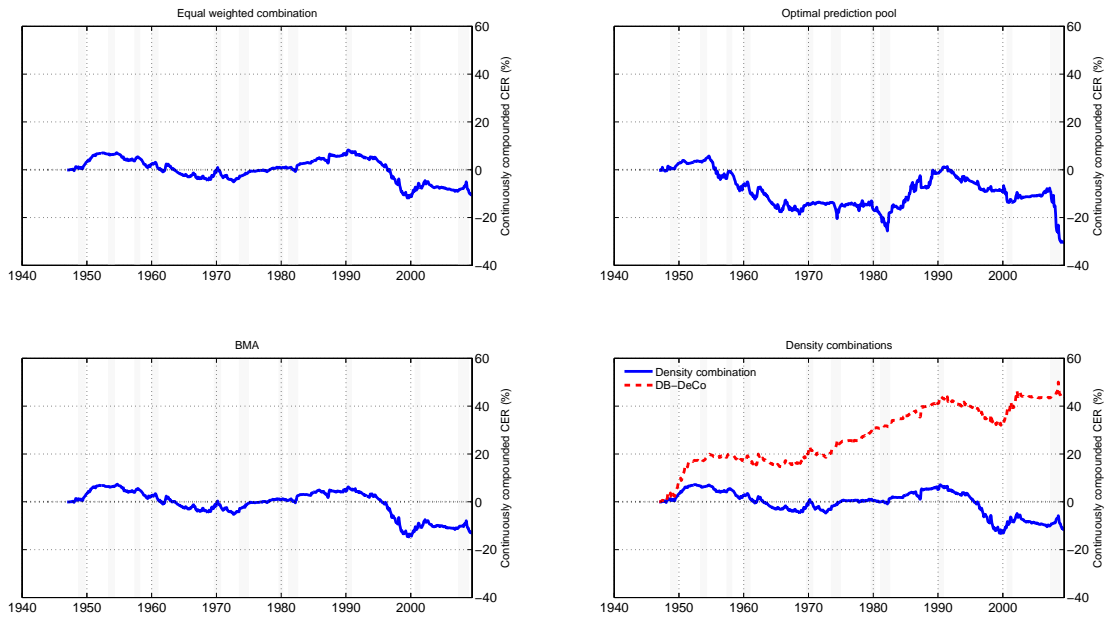 Equal weighted combination
60
40
20
0
−20
−40
1940 1950 1960 1970 1980 1990 2000
Continuously compounded CER (%)
Optimal prediction pool
60
40
20
0
−20
−40
1940 1950 1960 1970 1980 1990 2000
Continuously compounded CER (%)
BMA
60
40
20
0
−20
−40
1940 1950 1960 1970 1980 1990 2000
Continuously compounded CER (%)
Density combinations
Density combination
DB−DeCo
60
40
20
0
−20
−40
1940 1950 1960 1970 1980 1990 2000
Continuously compounded CER (%)